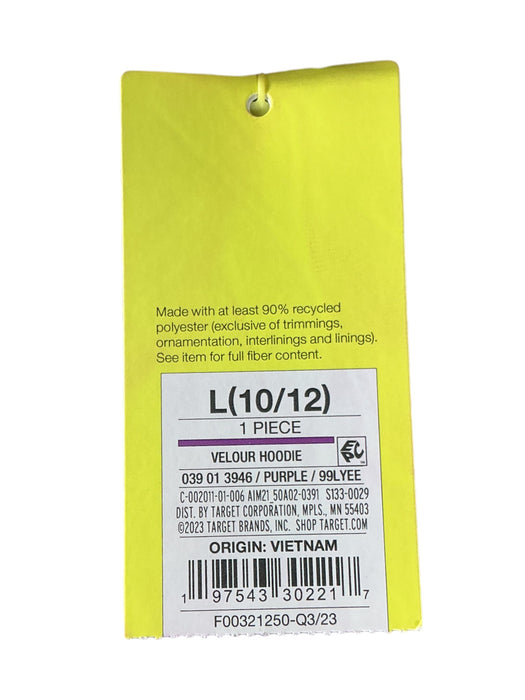 Made with at least 90% recycled
polyester (exclusive of trimmings,
ornamentation, interlinings and linings).
See item for full fiber content.
L(10/12)
1 PIECE
VELOUR HOODIE
EPC
039 01 3946 / PURPLE / 99LYEE
C-002011-01-006 AIM21_50A02-0391 S133-0029
DIST. BY TARGET CORPORATION, MPLS., MN 55403
©2023 TARGET BRANDS, INC. SHOP TARGET.COM
ORIGIN: VIETNAM
1 97543 30221 7
F00321250-Q3/23